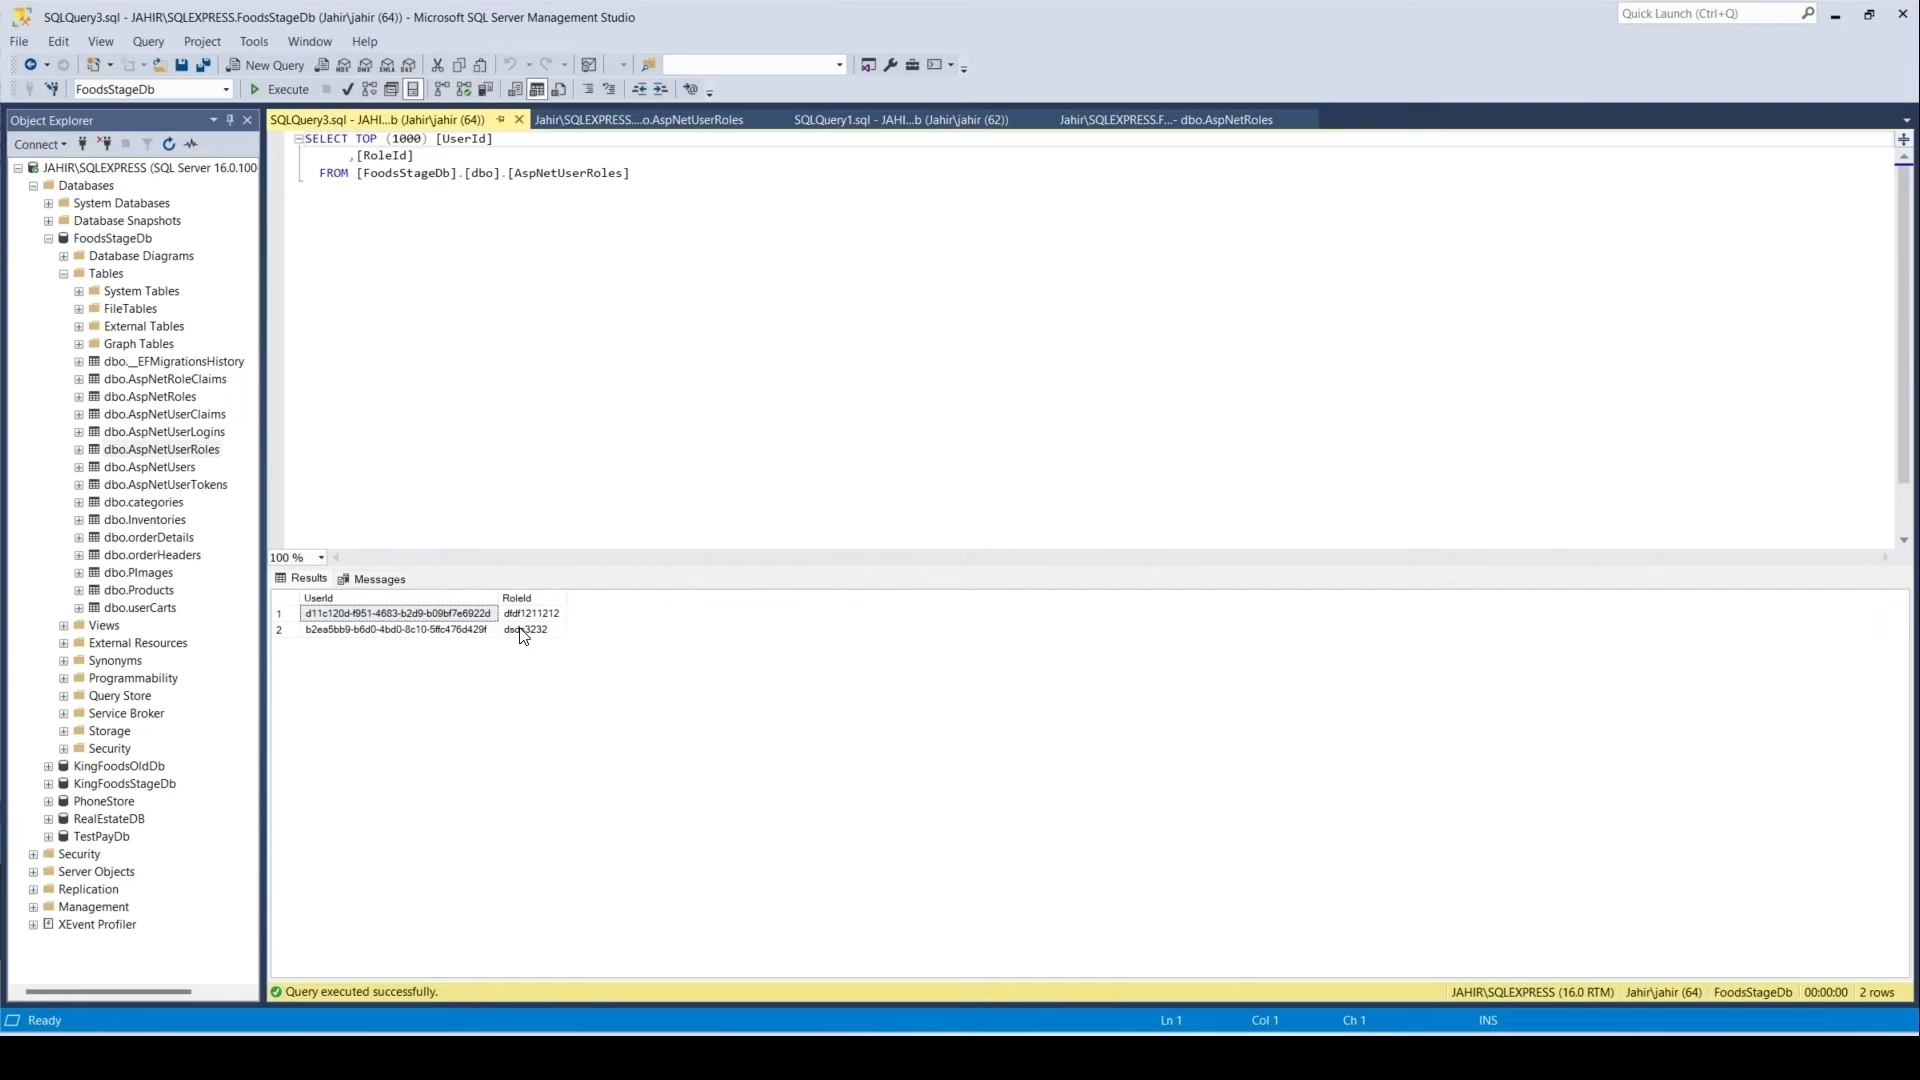 SQLQuery3.sql - JAHIR\SQLEXPRESS.FoodsStageDb (Jahir\jahir (64)) - Microsoft SQL Server Management Studio
Quick Launch (Ctrl+Q)
File Edit View Query Project Tools Window Help
New Query
FoodsStageDb Execute
Object Explorer
Connect
JAHIR\SQLEXPRESS (SQL Server 16.0.100
Databases
System Databases
Database Snapshots
FoodsStageDb
Database Diagrams
Tables
System Tables
FileTables
External Tables
Graph Tables
dbo.__EFMigrationsHistory
dbo.AspNetRoleClaims
dbo.AspNetRoles
dbo.AspNetUserClaims
dbo.AspNetUserLogins
dbo.AspNetUserRoles
dbo.AspNetUsers
dbo.AspNetUserTokens
dbo.categories
dbo.Inventories
dbo.orderDetails
dbo.orderHeaders
dbo.PImages
dbo.Products
dbo.userCarts
Views
External Resources
Synonyms
Programmability
Query Store
Service Broker
Storage
Security
KingFoodsOldDb
KingFoodsStageDb
PhoneStore
RealEstateDB
TestPayDb
Security
Server Objects
Replication
Management
XEvent Profiler
SQLQuery3.sql - JAHI...b (Jahir\jahir (64)) Jahir\SQLEXPRESS....o.AspNetUserRoles SQLQuery1.sql - JAHI...b (Jahir\jahir (62)) Jahir\SQLEXPRESS.F...- dbo.AspNetRoles
SELECT TOP (1000) [UserId]
,[RoleId]
FROM [FoodsStageDb].[dbo].[AspNetUserRoles]
100 %
Results Messages
UserId RoleId
1 d11c120d-f951-4683-b2d9-b09bf7e6922d dfdf1211212
2 b2ea5bb9-b6d0-4bd0-8c10-5ffc476d429f
Query executed successfully. JAHIR\SQLEXPRESS (16.0 RTM) Jahir\jahir (64) FoodsStageDb 00:00:00 2 rows
Ready Ln 1 Col 1 Ch 1 INS